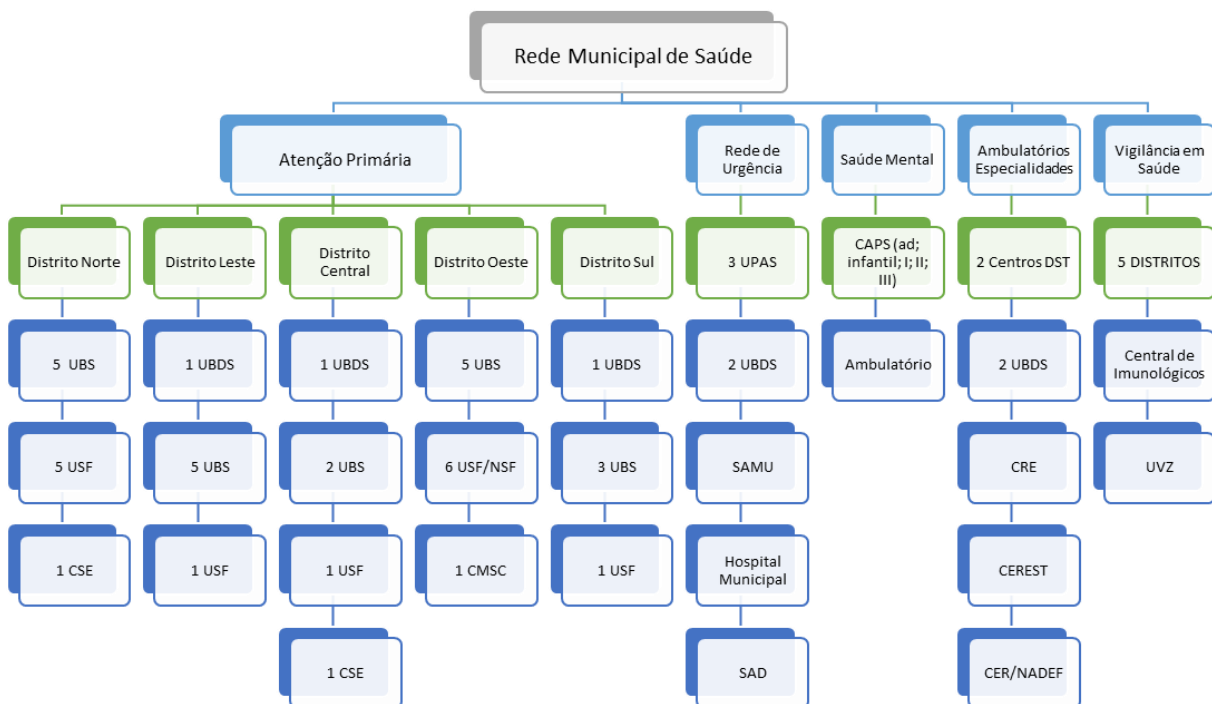 Rede Municipal de Saúde
Atenção Primária
Rede de
Urgência
Saúde Mental
Ambulatórios
Especialidades
Vigilância em
Saúde
Distrito Norte
Distrito Leste
Distrito
Central
Distrito Oeste
Distrito Sul
3 UPAS
CAPS (ad;
infantil; I; II;
III)
2 Centros DST
5 DISTRITOS
5 UBS
1 UBDS
1 UBDS
5 UBS
1 UBDS
2 UBDS
Ambulatório
2 UBDS
Central de
Imunológicos
5 USF
5 UBS
2 UBS
6 USF/NSF
3 UBS
SAMU
CRE
UVZ
1 CSE
1 USF
1 USF
1 CMSC
1 USF
Hospital
Municipal
CEREST
1 CSE
SAD
CER/NADEF